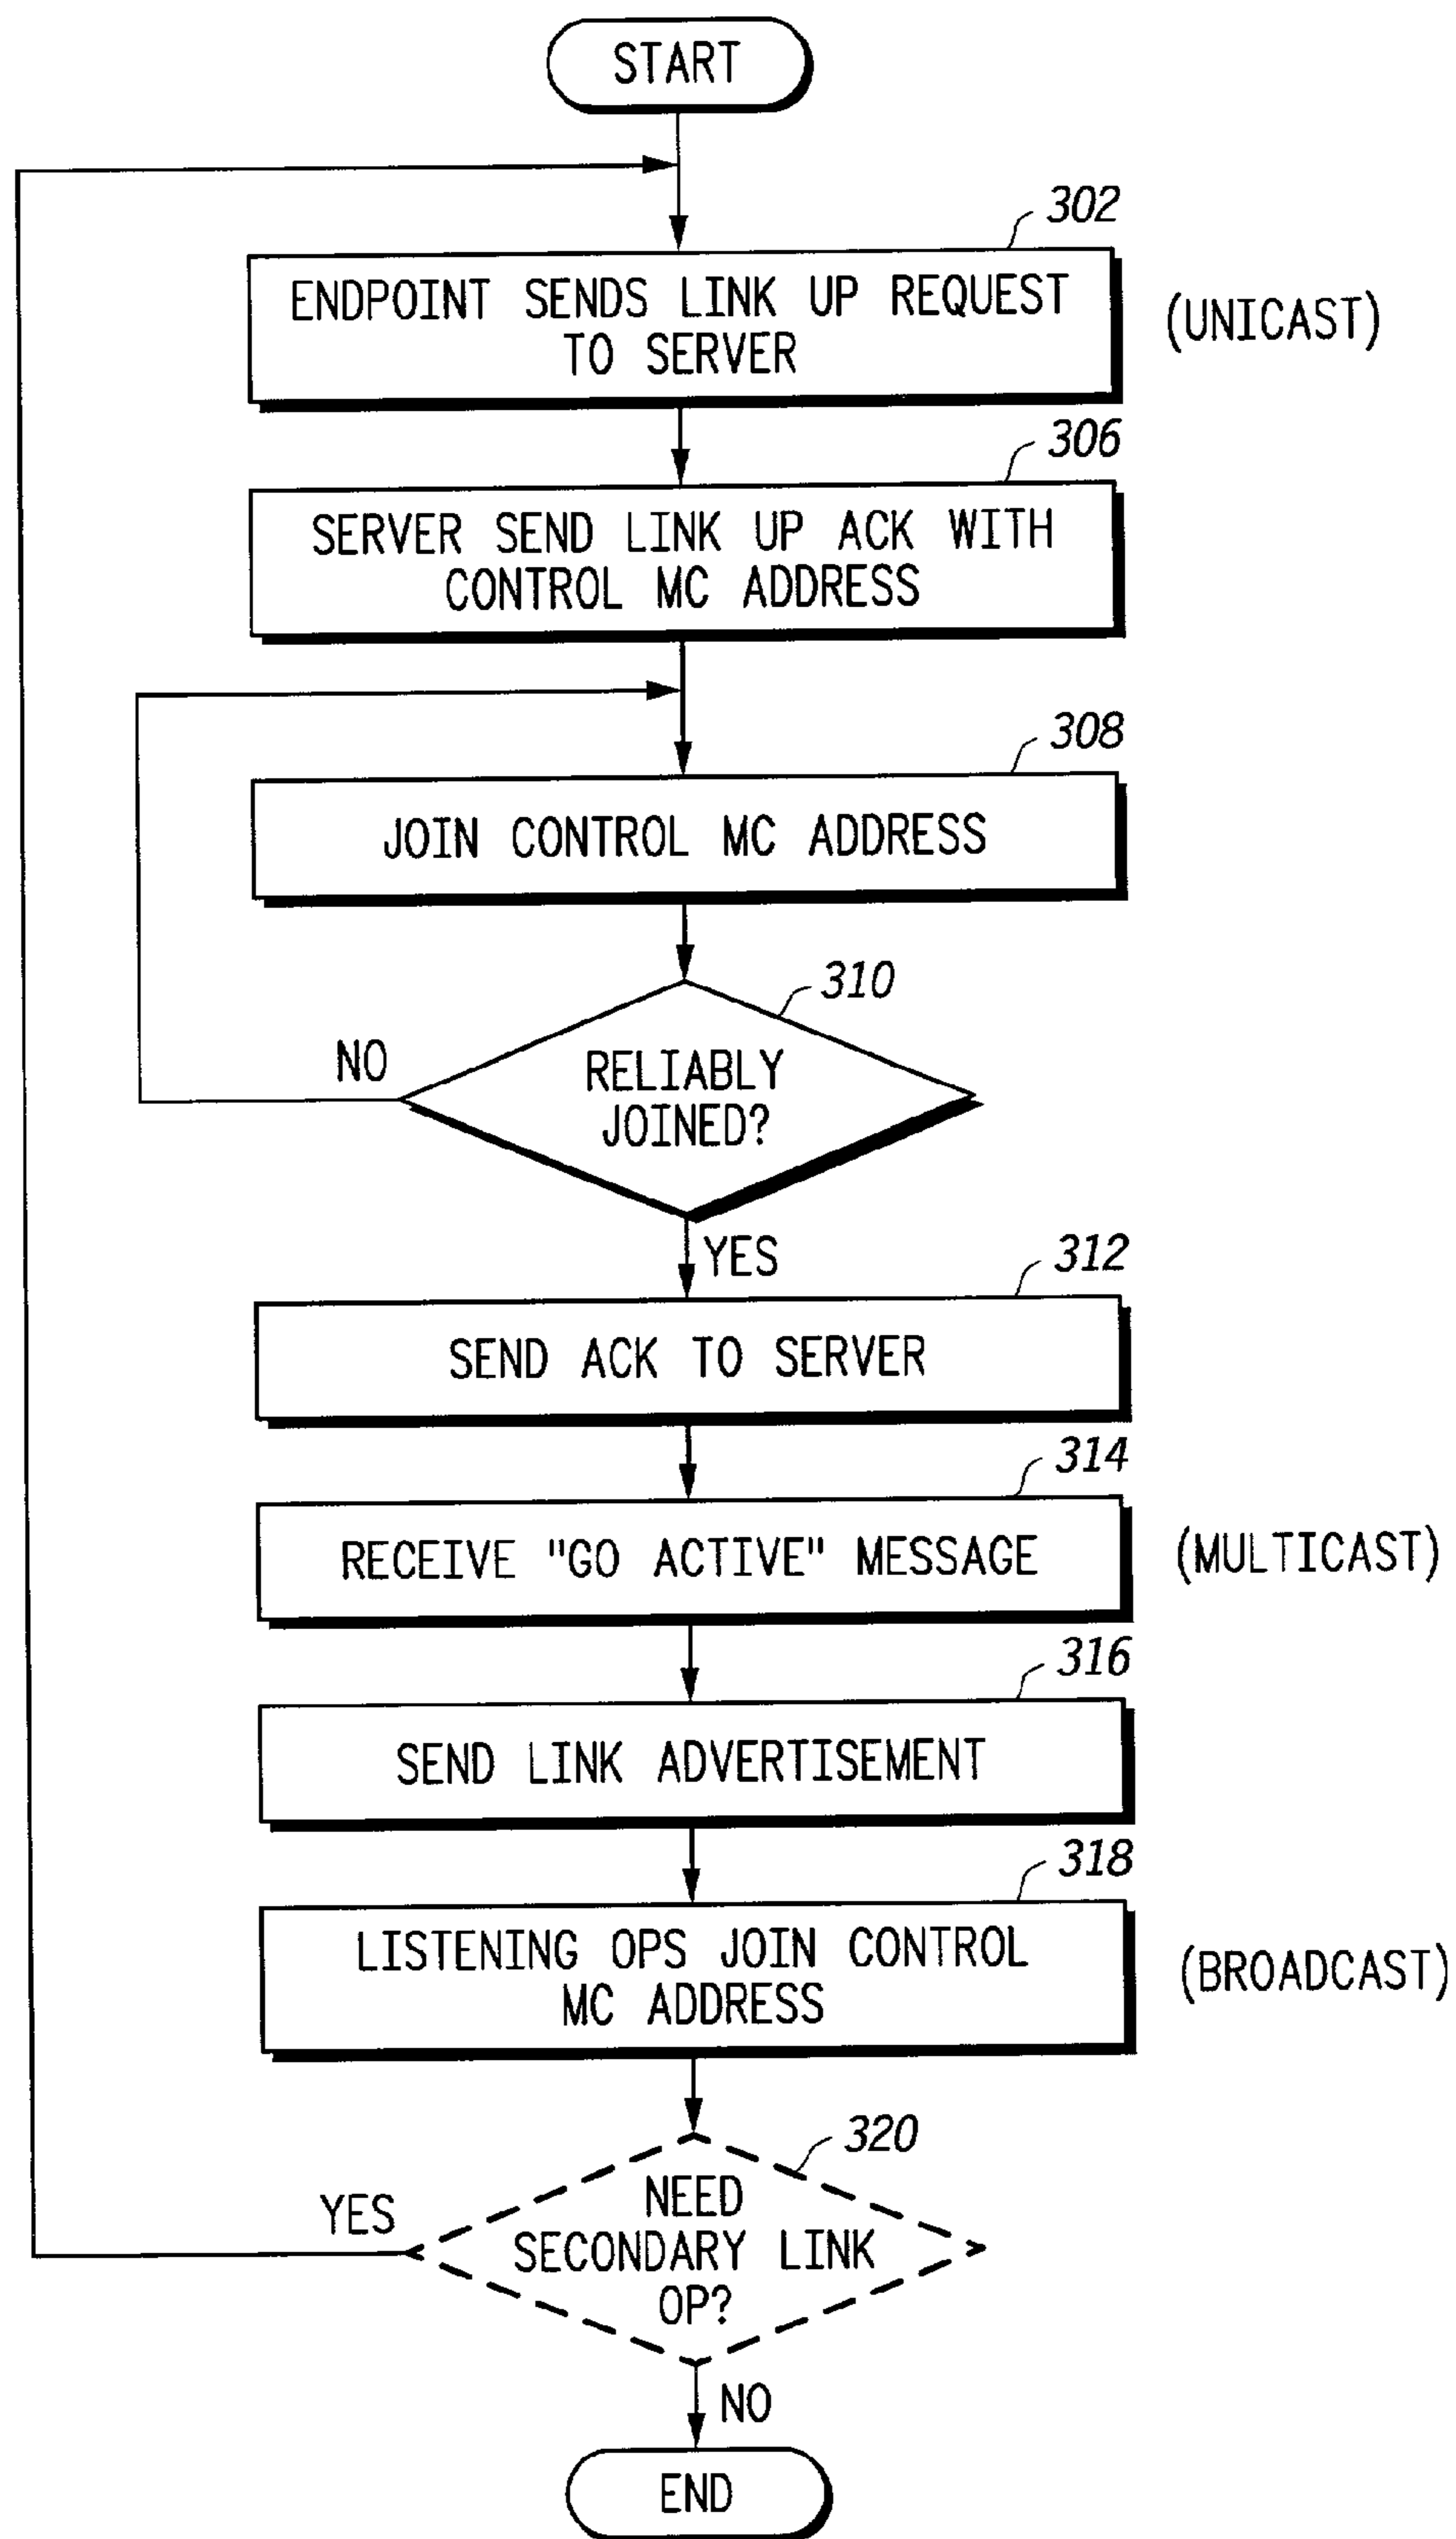 START
302
ENDPOINT SENDS LINK UP REQUEST
TO SERVER
(UNICAST)
306
SERVER SEND LINK UP ACK WITH
CONTROL MC ADDRESS
308
JOIN CONTROL MC ADDRESS
310
RELIABLY
JOINED?
NO
YES
312
SEND ACK TO SERVER
314
RECEIVE "GO ACTIVE" MESSAGE
(MULTICAST)
316
SEND LINK ADVERTISEMENT
318
LISTENING OPS JOIN CONTROL
MC ADDRESS
(BROADCAST)
320
NEED
SECONDARY LINK
OP?
YES
NO
END